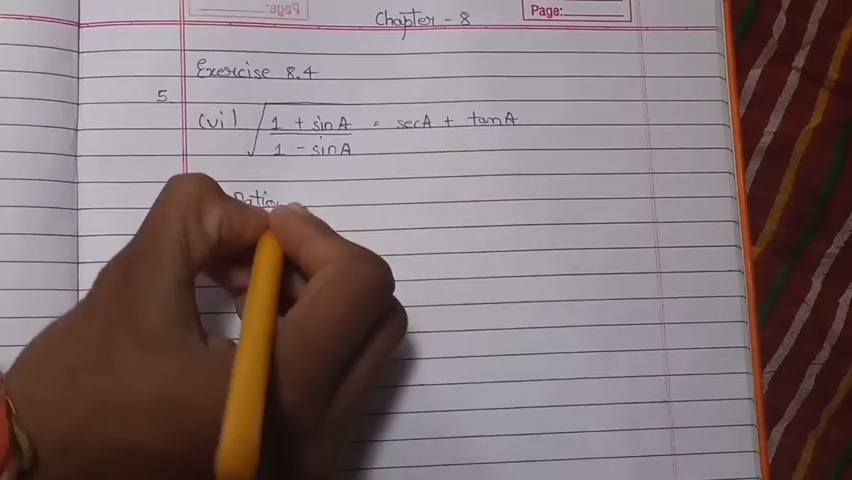 Chapter - 8
Page:
Exercise 8.4
5
(vi) √(1 + sinA / 1 - sinA) = secA + tanA